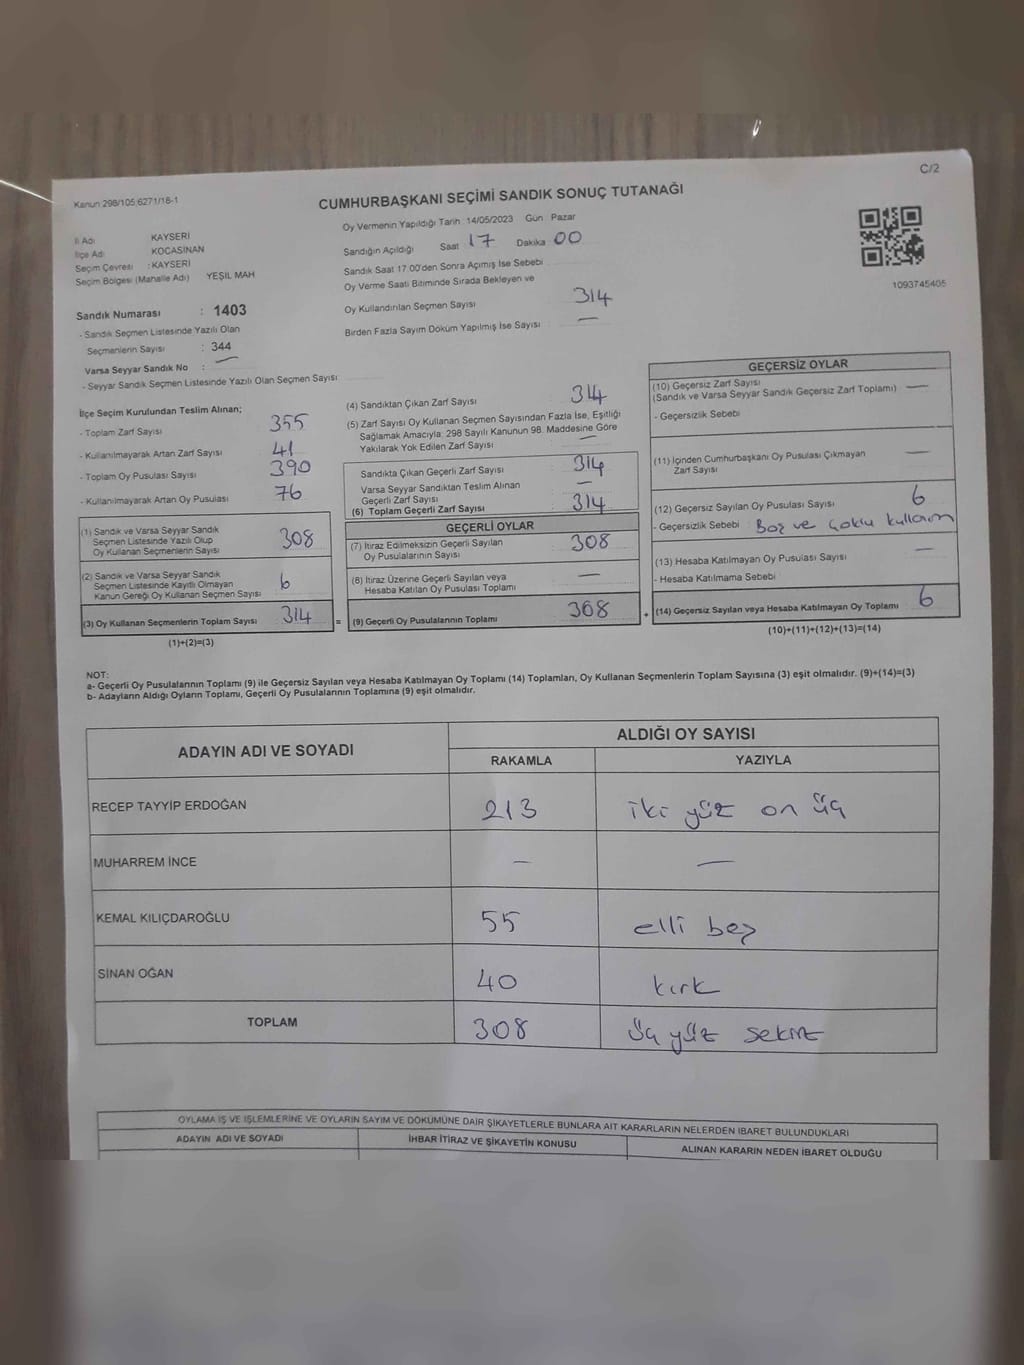 C/2
Kanun 298/105;6271/18-1
CUMHURBAŞKANI SEÇİMİ SANDIK SONUÇ TUTANAĞI
Oy Vermenin Yapıldığı Tarih 14/05/2023 Gün Pazar
İl Adı KAYSERİ
İlçe Adı KOCASİNAN
Seçim Çevresi : KAYSERİ
Seçim Bölgesi (Mahalle Adı) YEŞİL MAH
Sandığın Açıldığı Saat 17 Dakika 00
Sandık Saat 17:00'den Sonra Açımış İse Sebebi
Oy Verme Saati Bitiminde Sırada Bekleyen ve
Oy Kullandırılan Seçmen Sayısı 314
Birden Fazla Sayım Döküm Yapılmış İse Sayısı —
1093745405
Sandık Numarası : 1403
- Sandık Seçmen Listesinde Yazılı Olan
Seçmenlerin Sayısı : 344
Varsa Seyyar Sandık No : —
- Seyyar Sandık Seçmen Listesinde Yazılı Olan Seçmen Sayısı:
İlçe Seçim Kurulundan Teslim Alınan;
- Toplam Zarf Sayısı 355
- Kullanılmayarak Artan Zarf Sayısı 41
- Toplam Oy Pusulası Sayısı 390
- Kullanılmayarak Artan Oy Pusulası 76
(1) Sandık ve Varsa Seyyar Sandık
Seçmen Listesinde Yazılı Olup
Oy Kullanan Seçmenlerin Sayısı 308
(2) Sandık ve Varsa Seyyar Sandık
Seçmen Listesinde Kayıtlı Olmayan
Kanun Gereği Oy Kullanan Seçmen Sayısı 6
(3) Oy Kullanan Seçmenlerin Toplam Sayısı 314
(1)+(2)=(3)
(4) Sandıktan Çıkan Zarf Sayısı 314
(5) Zarf Sayısı Oy Kullanan Seçmen Sayısından Fazla İse, Eşitliği
Sağlamak Amacıyla; 298 Sayılı Kanunun 98. Maddesine Göre
Yakılarak Yok Edilen Zarf Sayısı —
Sandıkta Çıkan Geçerli Zarf Sayısı 314
Varsa Seyyar Sandıktan Teslim Alınan
Geçerli Zarf Sayısı —
(6) Toplam Geçerli Zarf Sayısı 314
GEÇERLİ OYLAR
(7) İtiraz Edilmeksizin Geçerli Sayılan
Oy Pusulalarının Sayısı 308
(8) İtiraz Üzerine Geçerli Sayılan veya
Hesaba Katılan Oy Pusulası Toplamı —
= (9) Geçerli Oy Pusulalarının Toplamı 308
GEÇERSİZ OYLAR
(10) Geçersiz Zarf Sayısı
(Sandık ve Varsa Seyyar Sandık Geçersiz Zarf Toplamı) —
- Geçersizlik Sebebi
(11) İçinden Cumhurbaşkanı Oy Pusulası Çıkmayan
Zarf Sayısı —
(12) Geçersiz Sayılan Oy Pusulası Sayısı 6
- Geçersizlik Sebebi Boş ve çoklu kullanım
(13) Hesaba Katılmayan Oy Pusulası Sayısı —
- Hesaba Katılmama Sebebi
+ (14) Geçersiz Sayılan veya Hesaba Katılmayan Oy Toplamı 6
(10)+(11)+(12)+(13)=(14)
NOT:
a- Geçerli Oy Pusulalarının Toplamı (9) ile Geçersiz Sayılan veya Hesaba Katılmayan Oy Toplamı (14) Toplamları, Oy Kullanan Seçmenlerin Toplam Sayısına (3) eşit olmalıdır. (9)+(14)=(3)
b- Adayların Aldığı Oyların Toplamı, Geçerli Oy Pusulalarının Toplamına (9) eşit olmalıdır.
ADAYIN ADI VE SOYADI ALDIĞI OY SAYISI
RAKAMLA YAZIYLA
RECEP TAYYİP ERDOĞAN 213 iki yüz on üç
MUHARREM İNCE — —
KEMAL KILIÇDAROĞLU 55 elli beş
SİNAN OĞAN 40 kırk
TOPLAM 308 üç yüz sekiz
OYLAMA İŞ VE İŞLEMLERİNE VE OYLARIN SAYIM VE DÖKÜMÜNE DAİR ŞİKAYETLERLE BUNLARA AİT KARARLARIN NELERDEN İBARET BULUNDUKLARI
ADAYIN ADI VE SOYADI İHBAR İTİRAZ VE ŞİKAYETİN KONUSU ALINAN KARARIN NEDEN İBARET OLDUĞU